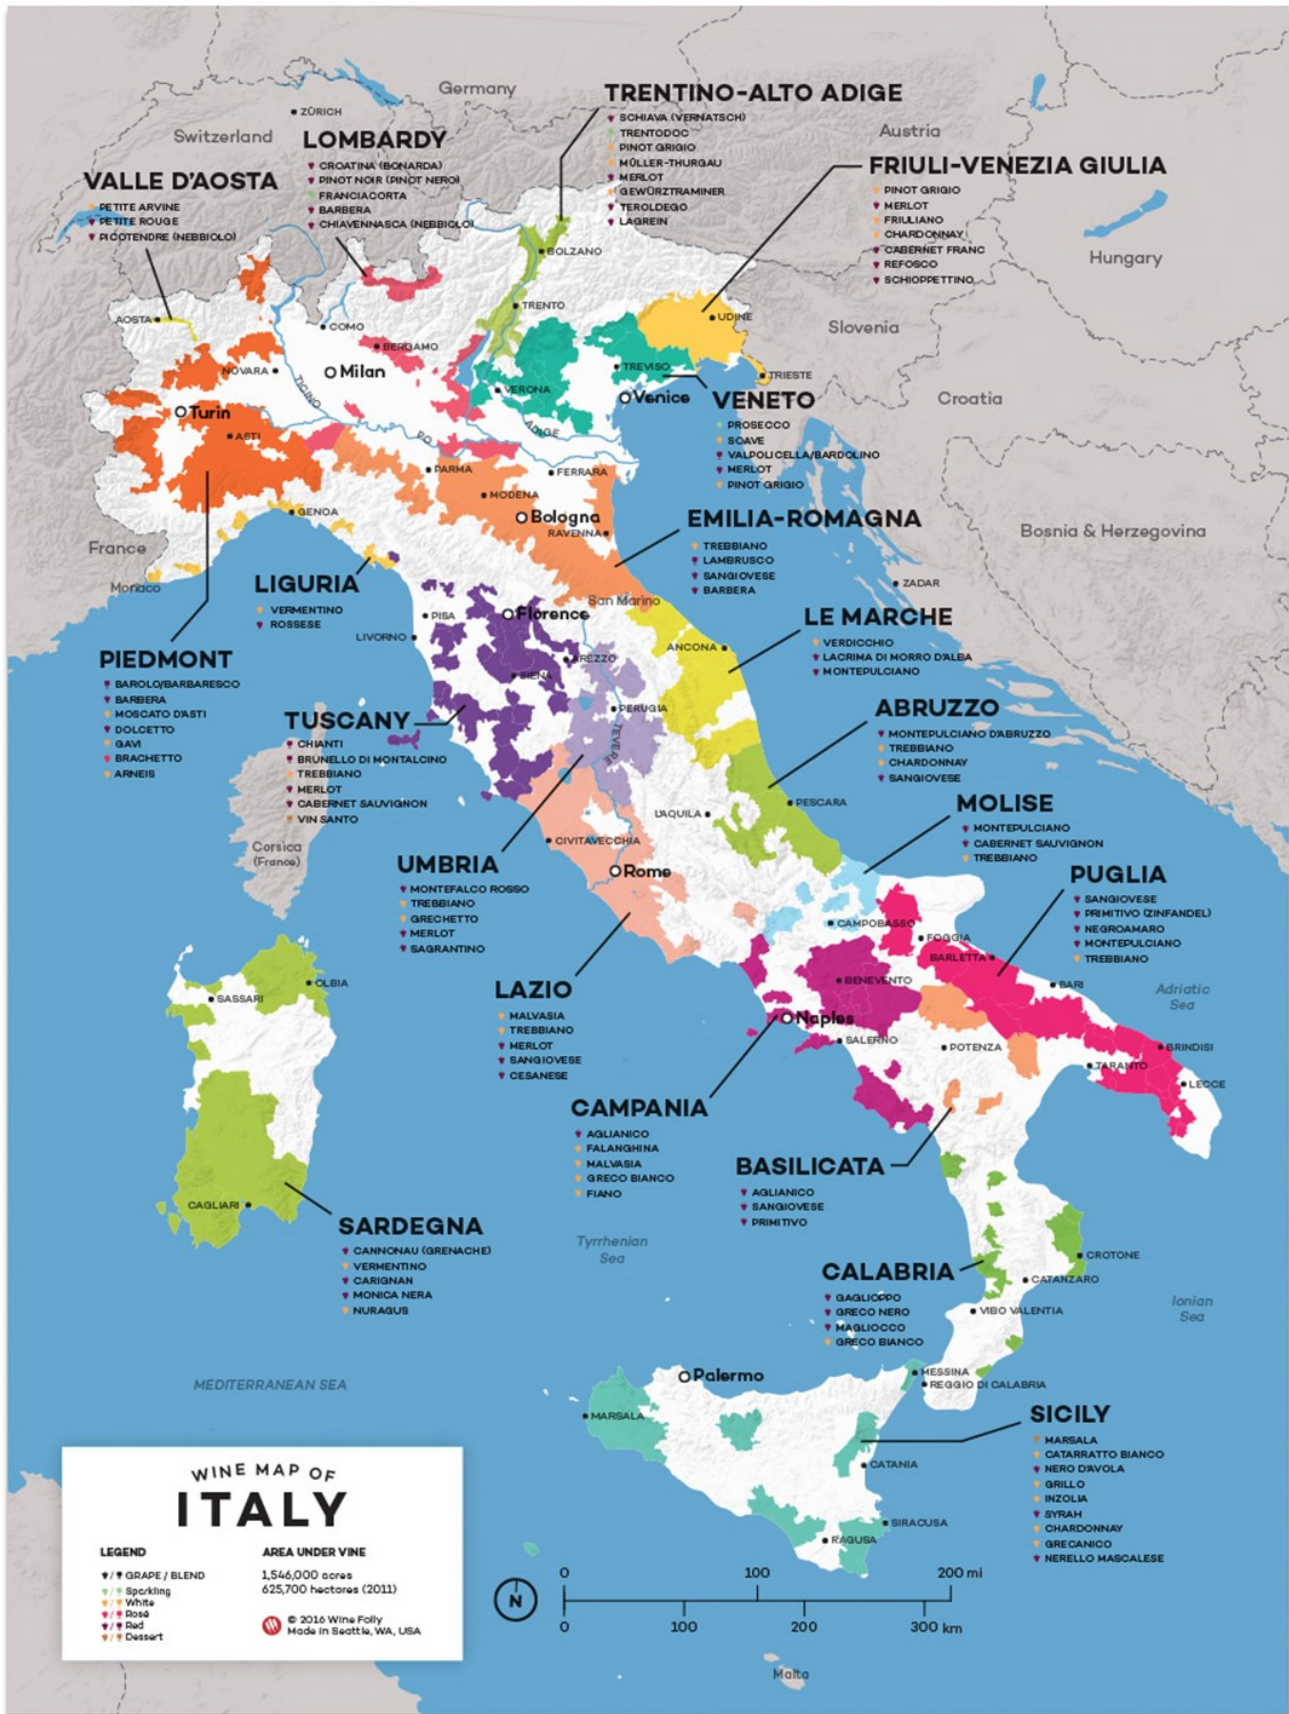 Germany
ZÜRICH
Switzerland
Austria
Hungary
Slovenia
Croatia
Bosnia & Herzegovina
France
Monaco
San Marino
Corsica
(France)
Malta
ZADAR
TRENTINO-ALTO ADIGE
SCHIAVA (VERNATSCH)
TRENTODOC
PINOT GRIGIO
MÜLLER-THURGAU
MERLOT
GEWÜRZTRAMINER
TEROLDEGO
LAGREIN
LOMBARDY
CROATINA (BONARDA)
PINOT NOIR (PINOT NERO)
FRANCIACORTA
BARBERA
CHIAVENNASCA (NEBBIOLO)
VALLE D'AOSTA
PETITE ARVINE
PETITE ROUGE
PICOTENDRE (NEBBIOLO)
FRIULI-VENEZIA GIULIA
PINOT GRIGIO
MERLOT
FRIULIANO
CHARDONNAY
CABERNET FRANC
REFOSCO
SCHIOPPETTINO
BOLZANO
TRENTO
AOSTA
COMO
BERGAMO
UDINE
NOVARA
Milan
TREVISO
TRIESTE
VERONA
Venice
Turin
TICINO
ASTI
PO
ADIGE
PARMA
FERRARA
MODENA
Bologna
RAVENNA
GENOA
VENETO
PROSECCO
SOAVE
VALPOLICELLA/BARDOLINO
MERLOT
PINOT GRIGIO
EMILIA-ROMAGNA
TREBBIANO
LAMBRUSCO
SANGIOVESE
BARBERA
LIGURIA
VERMENTINO
ROSSESE
PISA
Florence
LIVORNO
AREZZO
SIENA
ANCONA
PERUGIA
TEVERE
LE MARCHE
VERDICCHIO
LACRIMA DI MORRO D'ALBA
MONTEPULCIANO
PIEDMONT
BAROLO/BARBARESCO
BARBERA
MOSCATO D'ASTI
DOLCETTO
GAVI
BRACHETTO
ARNEIS
TUSCANY
CHIANTI
BRUNELLO DI MONTALCINO
TREBBIANO
MERLOT
CABERNET SAUVIGNON
VIN SANTO
ABRUZZO
MONTEPULCIANO D'ABRUZZO
TREBBIANO
CHARDONNAY
SANGIOVESE
PESCARA
L'AQUILA
CIVITAVECCHIA
Rome
MOLISE
MONTEPULCIANO
CABERNET SAUVIGNON
TREBBIANO
UMBRIA
MONTEFALCO ROSSO
TREBBIANO
GRECHETTO
MERLOT
SAGRANTINO
PUGLIA
SANGIOVESE
PRIMITIVO (ZINFANDEL)
NEGROAMARO
MONTEPULCIANO
TREBBIANO
CAMPOBASSO
FOGGIA
BARLETTA
BARI
BENEVENTO
Naples
SALERNO
POTENZA
TARANTO
BRINDISI
LECCE
Adriatic
Sea
LAZIO
MALVASIA
TREBBIANO
MERLOT
SANGIOVESE
CESANESE
OLBIA
SASSARI
CAGLIARI
CAMPANIA
AGLIANICO
FALANGHINA
MALVASIA
GRECO BIANCO
FIANO
BASILICATA
AGLIANICO
SANGIOVESE
PRIMITIVO
SARDEGNA
CANNONAU (GRENACHE)
VERMENTINO
CARIGNAN
MONICA NERA
NURAGUS
Tyrrhenian
Sea
CALABRIA
GAGLIOPPO
GRECO NERO
MAGLIOCCO
GRECO BIANCO
CROTONE
CATANZARO
VIBO VALENTIA
Ionian
Sea
MESSINA
REGGIO DI CALABRIA
Palermo
MARSALA
CATANIA
SIRACUSA
RAGUSA
MEDITERRANEAN SEA
SICILY
MARSALA
CATARRATTO BIANCO
NERO D'AVOLA
GRILLO
INZOLIA
SYRAH
CHARDONNAY
GRECANICO
NERELLO MASCALESE
WINE MAP OF
ITALY
LEGEND
/ GRAPE / BLEND
/ Sparkling
/ White
/ Rosé
/ Red
/ Dessert
AREA UNDER VINE
1,546,000 acres
625,700 hectares (2011)
© 2016 Wine Folly
Made in Seattle, WA, USA
N
0 100 200 mi
0 100 200 300 km